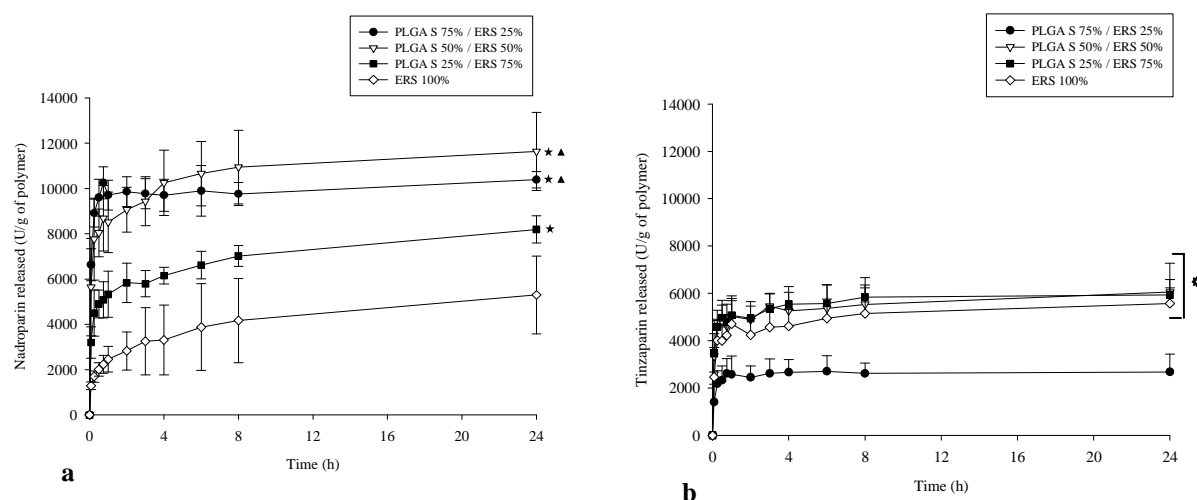 PLGA S 75% / ERS 25%
PLGA S 50% / ERS 50%
PLGA S 25% / ERS 75%
ERS 100%
Nadroparin released (U/g of polymer)
14000
12000
10000
8000
6000
4000
2000
0
0 4 8 12 16 20 24
Time (h)
a
PLGA S 75% / ERS 25%
PLGA S 50% / ERS 50%
PLGA S 25% / ERS 75%
ERS 100%
Tinzaparin released (U/g of polymer)
14000
12000
10000
8000
6000
4000
2000
0
0 4 8 12 16 20 24
Time (h)
b